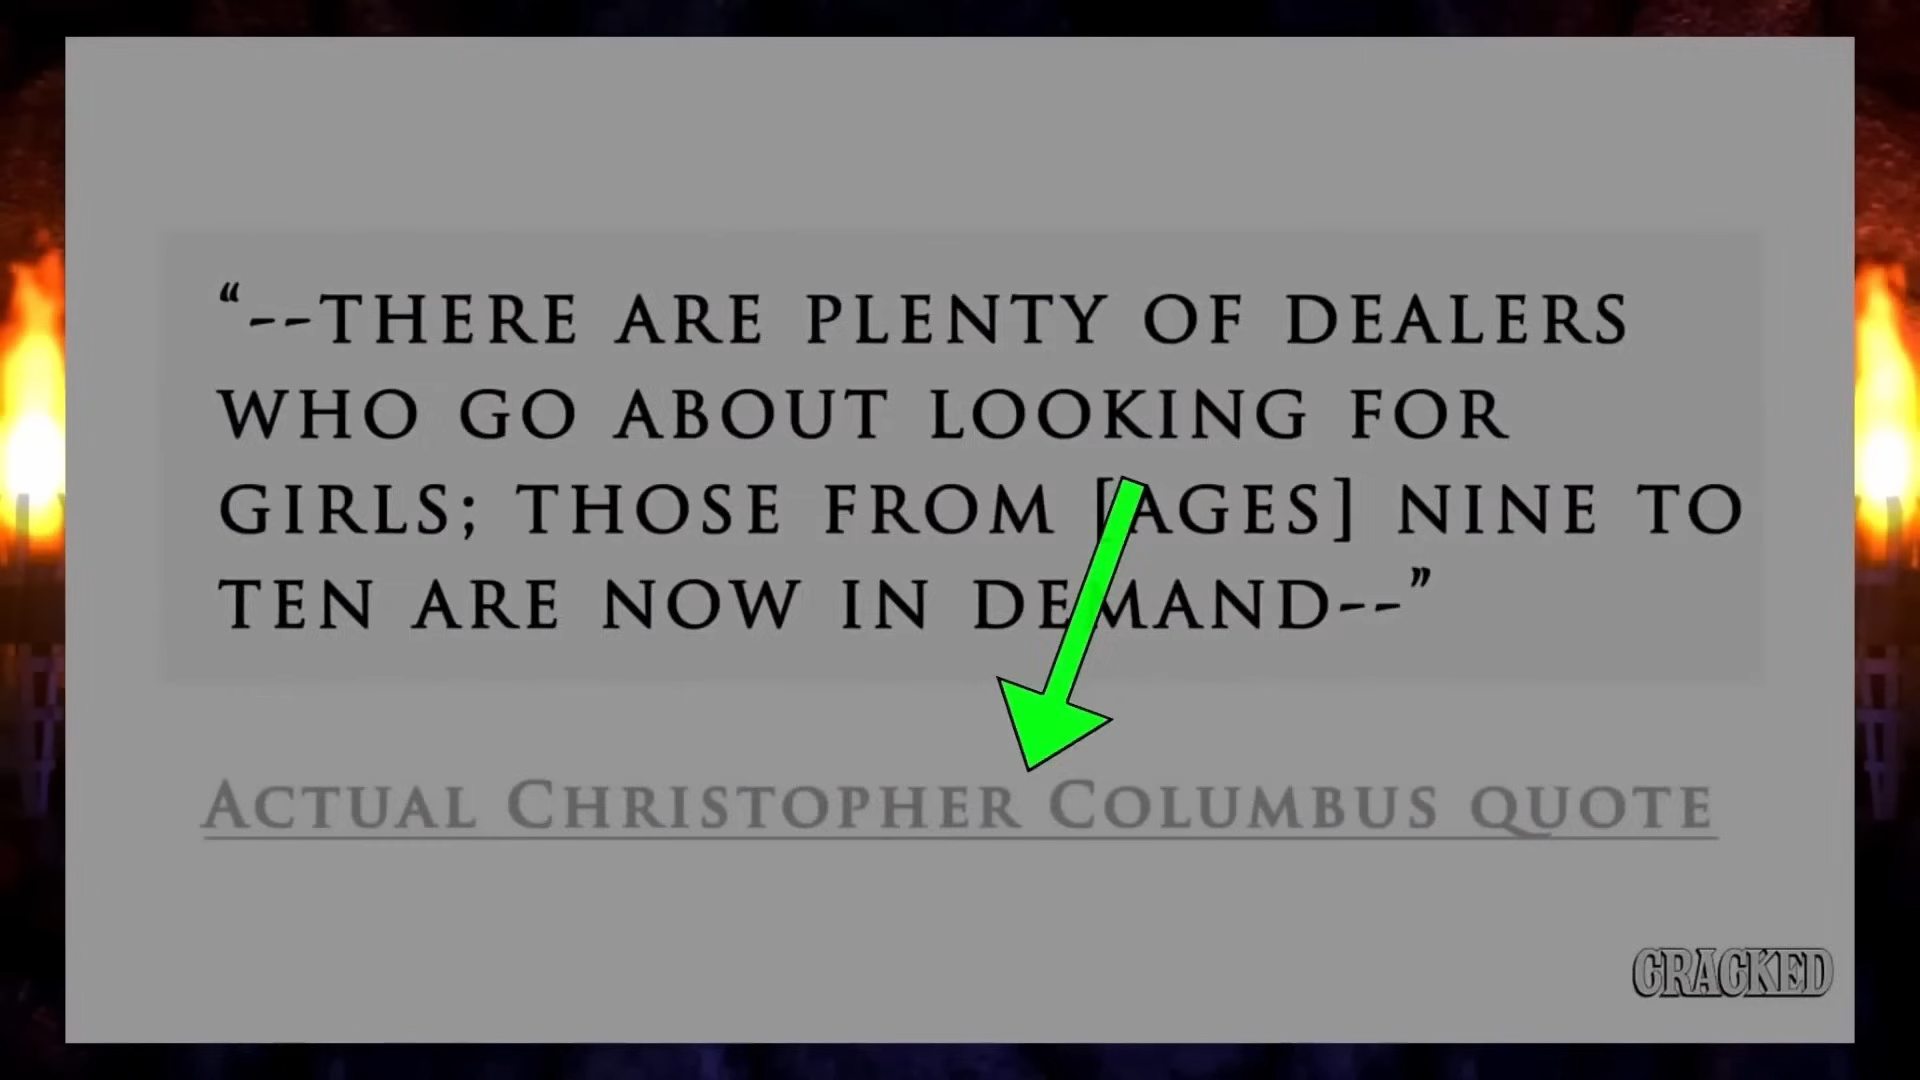 “--THERE ARE PLENTY OF DEALERS
WHO GO ABOUT LOOKING FOR
GIRLS; THOSE FROM [AGES] NINE TO
TEN ARE NOW IN DEMAND--”
ACTUAL CHRISTOPHER COLUMBUS QUOTE
CRACKED